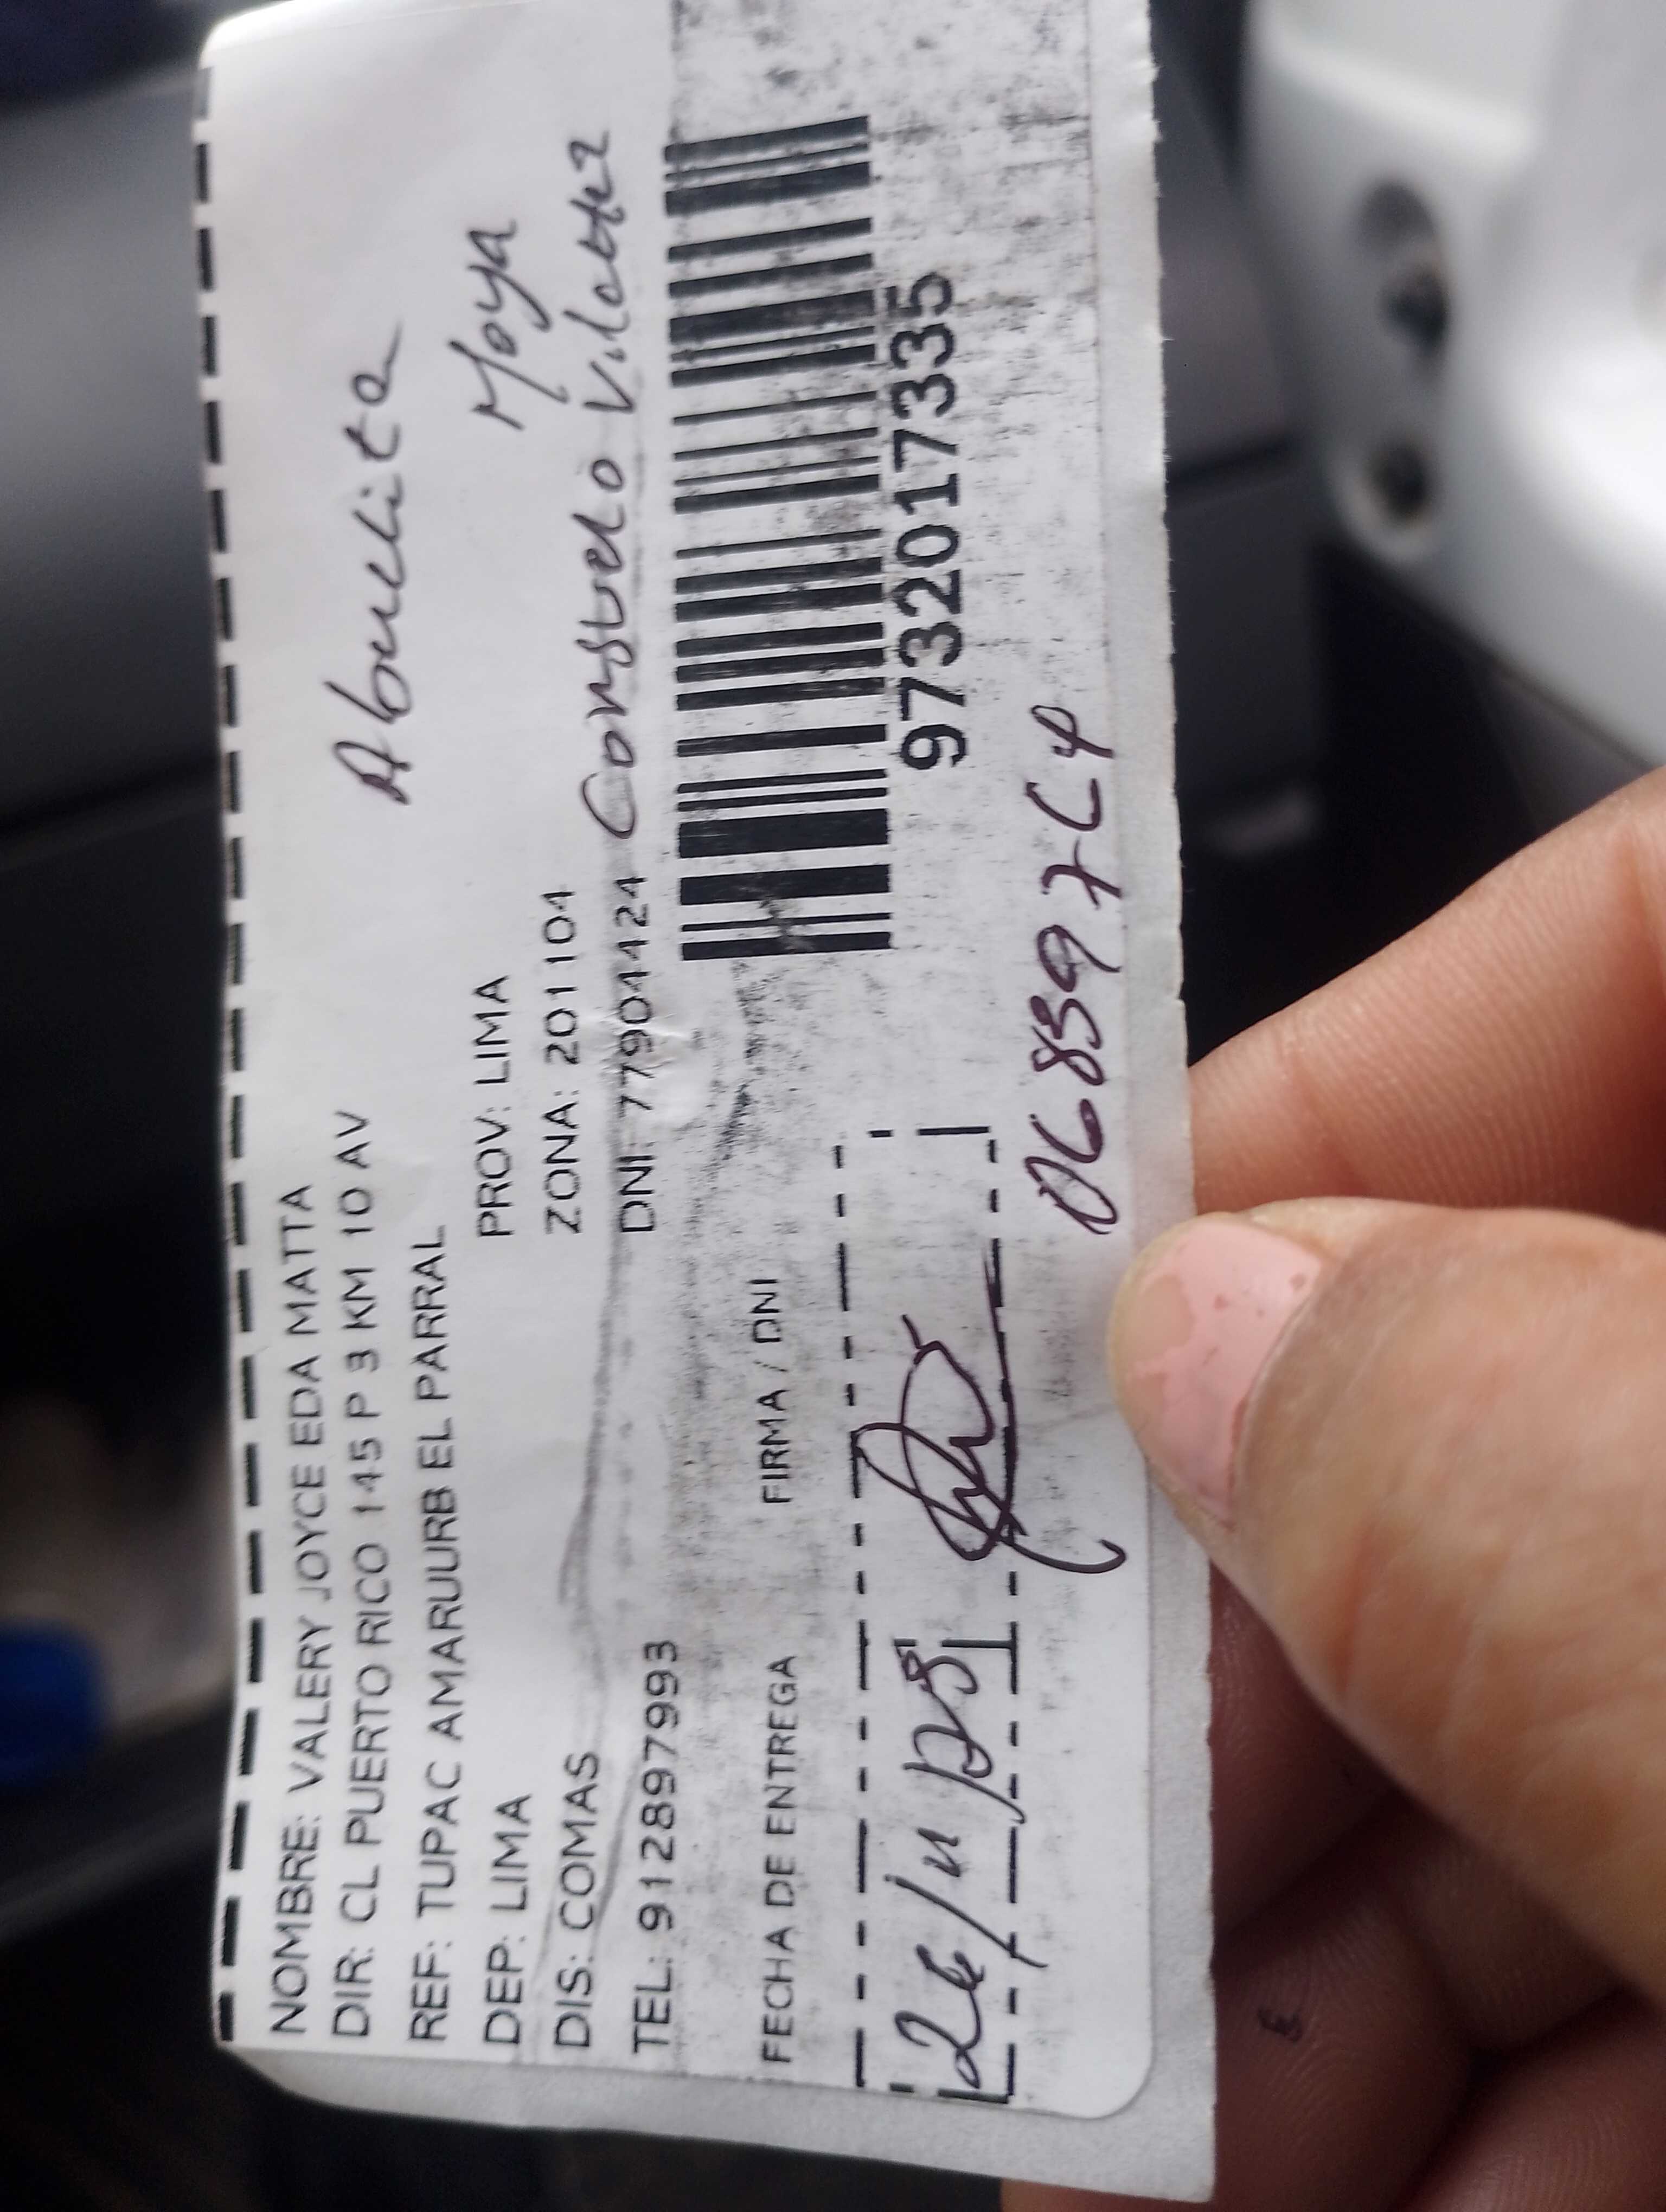 NOMBRE: VALERY JOYCE EDA MATTA
DIR: CL PUERTO RICO 145 P 3 KM 10 AV
Abuelita
REF: TUPAC AMARUURB EL PARRAL
DEP: LIMA PROV: LIMA Moya
DIS: COMAS ZONA: 201104
TEL: 912897993 DNI: 77904424 Consuelo
9732017335
FECHA DE ENTREGA FIRMA / DNI
26/11/25